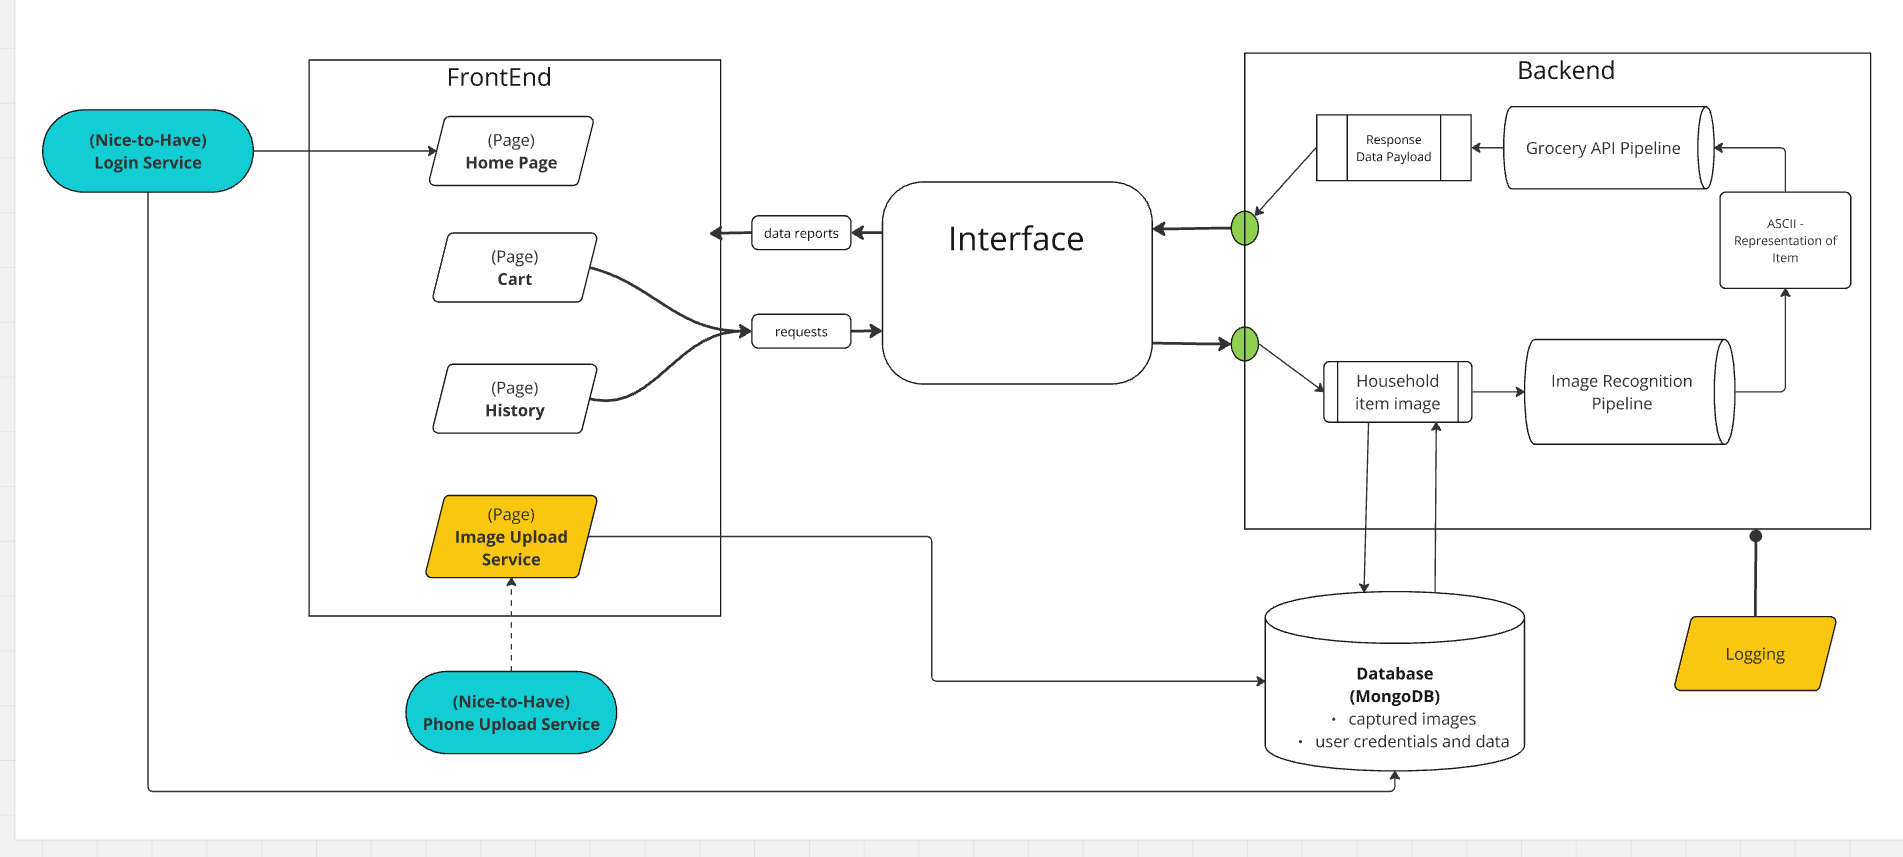 FrontEnd
Backend
(Nice-to-Have)
Login Service
(Page)
Home Page
(Page)
Cart
(Page)
History
(Page)
Image Upload
Service
(Nice-to-Have)
Phone Upload Service
data reports
requests
Interface
Response
Data Payload
Grocery API Pipeline
ASCII -
Representation of
Item
Household
item image
Image Recognition
Pipeline
Database
(MongoDB)
• captured images
• user credentials and data
Logging